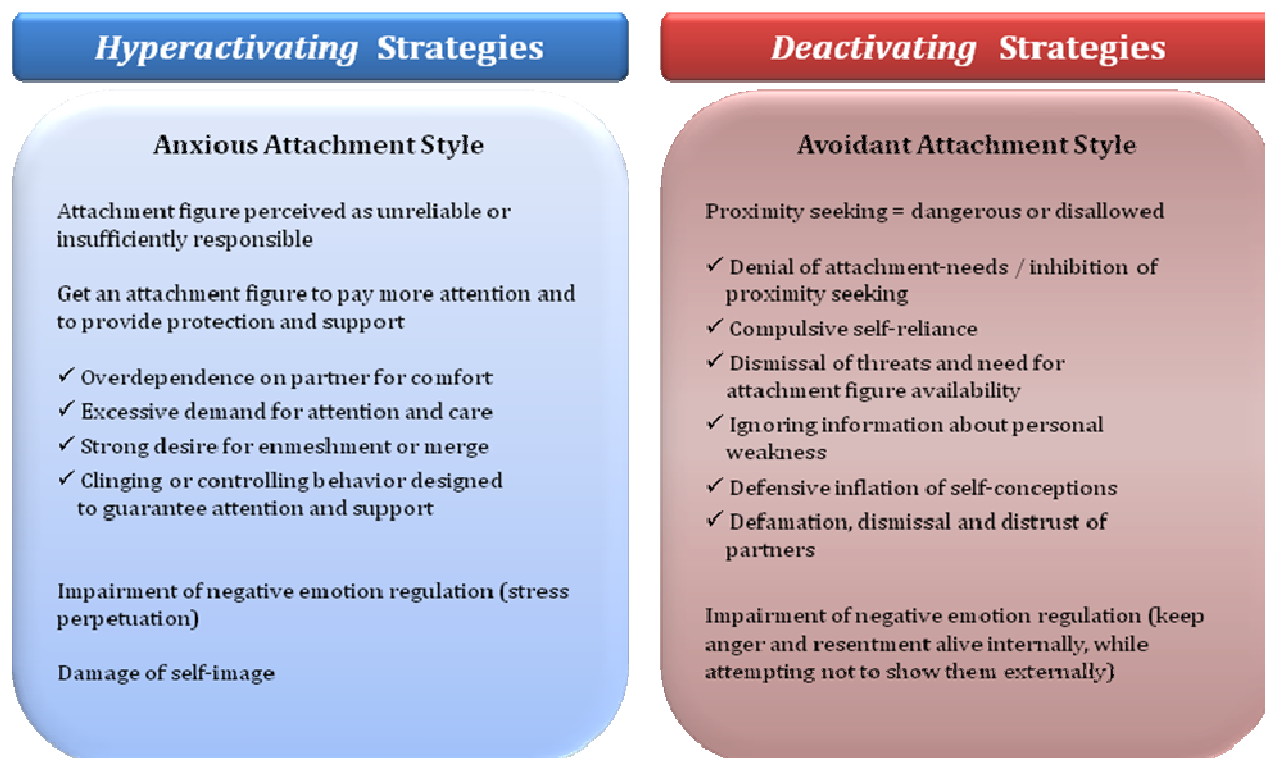 Hyperactivating Strategies
Anxious Attachment Style
Attachment figure perceived as unreliable or
insufficiently responsible
Get an attachment figure to pay more attention and
to provide protection and support
✓ Overdependence on partner for comfort
✓ Excessive demand for attention and care
✓ Strong desire for enmeshment or merge
✓ Clinging or controlling behavior designed
to guarantee attention and support
Impairment of negative emotion regulation (stress
perpetuation)
Damage of self-image
Deactivating Strategies
Avoidant Attachment Style
Proximity seeking = dangerous or disallowed
✓ Denial of attachment-needs / inhibition of
proximity seeking
✓ Compulsive self-reliance
✓ Dismissal of threats and need for
attachment figure availability
✓ Ignoring information about personal
weakness
✓ Defensive inflation of self-conceptions
✓ Defamation, dismissal and distrust of
partners
Impairment of negative emotion regulation (keep
anger and resentment alive internally, while
attempting not to show them externally)